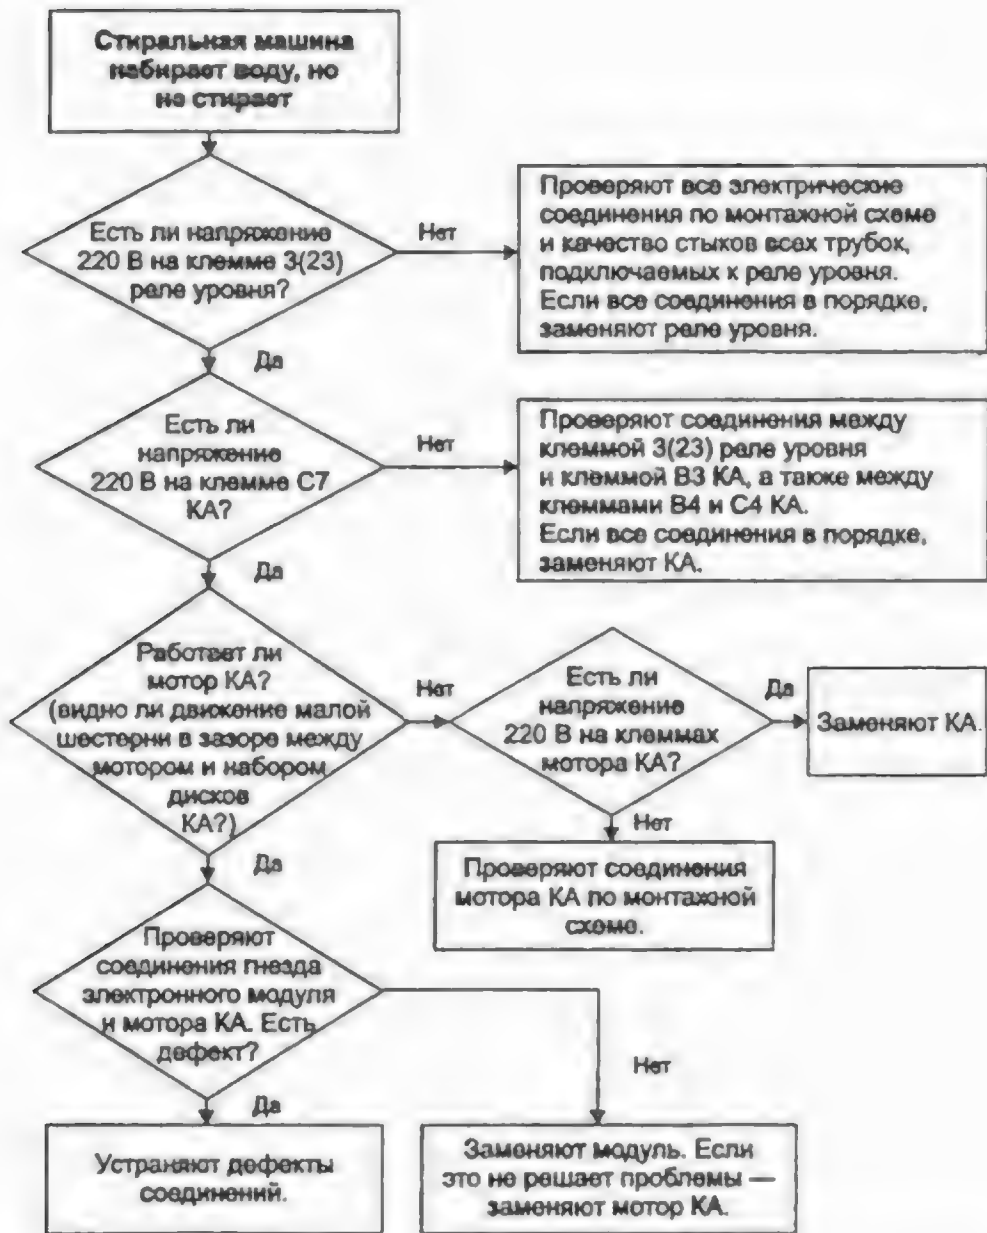 Стиральная машина
набирает воду, но
не стирает
Есть ли напряжение
220 В на клемме 3(23)
реле уровня?
Нет
Проверяют все электрические
соединения по монтажной схеме
и качество стыков всех трубок,
подключаемых к реле уровня.
Если все соединения в порядке,
заменяют реле уровня.
Да
Есть ли
напряжение
220 В на клемме С7
КА?
Нет
Проверяют соединения между
клеммой 3(23) реле уровня
и клеммой В3 КА, а также между
клеммами В4 и С4 КА.
Если все соединения в порядке,
заменяют КА.
Да
Работает ли
мотор КА?
(видно ли движение малой
шестерни в зазоре между
мотором и набором
дисков
КА?)
Нет
Есть ли
напряжение
220 В на клеммах
мотора КА?
Да
Заменяют КА.
Нет
Проверяют соединения
мотора КА по монтажной
схеме.
Да
Проверяют
соединения гнезда
электронного модуля
и мотора КА. Есть
дефект?
Нет
Да
Устраняют дефекты
соединений.
Заменяют модуль. Если
это не решает проблемы —
заменяют мотор КА.